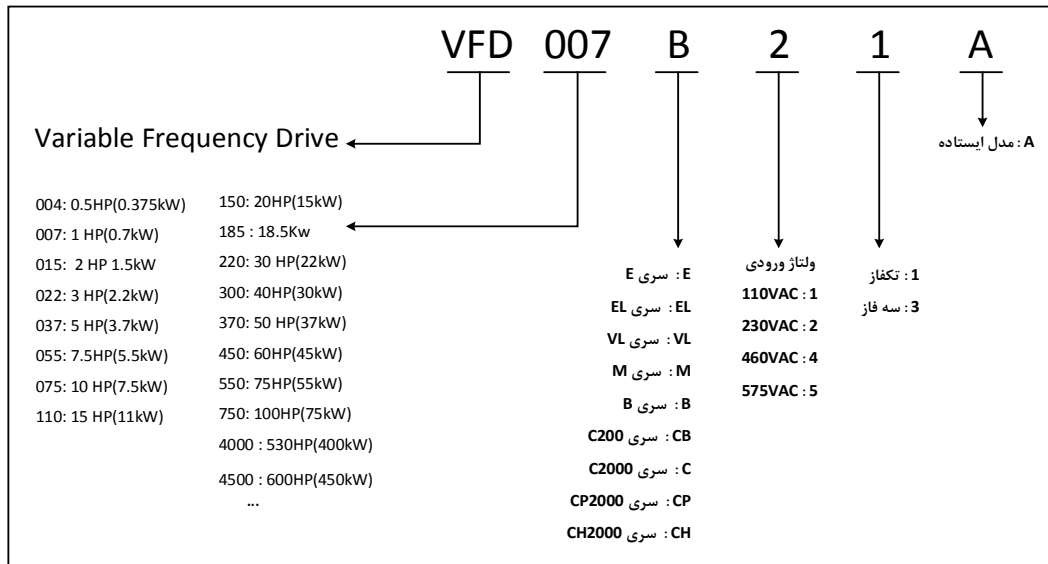 VFD 007 B 2 1 A
Variable Frequency Drive
A : مدل ایستاده
004: 0.5HP(0.375kW)
007: 1 HP(0.7kW)
015:  2 HP 1.5kW
022: 3 HP(2.2kW)
037: 5 HP(3.7kW)
055: 7.5HP(5.5kW)
075: 10 HP(7.5kW)
110: 15 HP(11kW)
150: 20HP(15kW)
185 : 18.5Kw
220: 30 HP(22kW)
300: 40HP(30kW)
370: 50 HP(37kW)
450: 60HP(45kW)
550: 75HP(55kW)
750: 100HP(75kW)
4000 : 530HP(400kW)
4500 : 600HP(450kW)
...
E : سری E
EL : سری EL
VL : سری VL
M : سری M
B : سری B
CB : سری C200
C : سری C2000
CP : سری CP2000
CH : سری CH2000
ولتاژ ورودی
1 : 110VAC
2 : 230VAC
4 : 460VAC
5 : 575VAC
1 : تکفاز
3 : سه فاز